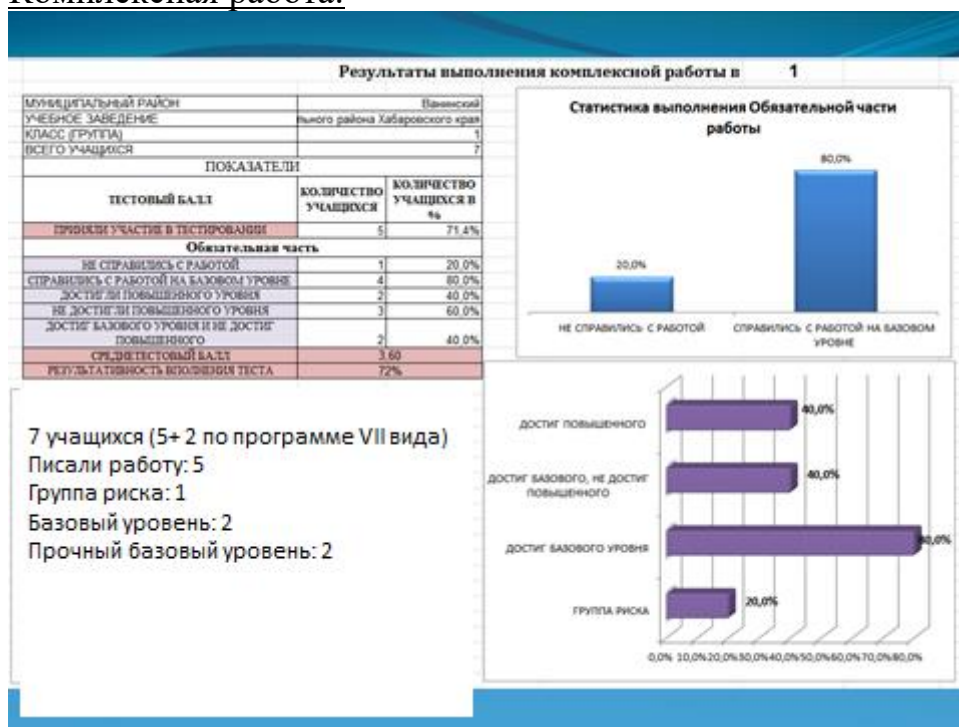 Комплексная работа.
Результаты выполнения комплексной работы в 1
МУНИЦИПАЛЬНЫЙ РАЙОН Ванинский
УЧЕБНОЕ ЗАВЕДЕНИЕ ьного района Хабаровского края
КЛАСС (ГРУППА) 1
ВСЕГО УЧАЩИХСЯ 7
ПОКАЗАТЕЛИ
ТЕСТОВЫЙ БАЛЛ КОЛИЧЕСТВО УЧАЩИХСЯ КОЛИЧЕСТВО УЧАЩИХСЯ В %
ПРИНЯЛИ УЧАСТИЕ В ТЕСТИРОВАНИИ 5 71,4%
Обязательная часть
НЕ СПРАВИЛИСЬ С РАБОТОЙ 1 20,0%
СПРАВИЛИСЬ С РАБОТОЙ НА БАЗОВОМ УРОВНЕ 4 80,0%
ДОСТИГЛИ ПОВЫШЕННОГО УРОВНЯ 2 40,0%
НЕ ДОСТИГЛИ ПОВЫШЕННОГО УРОВНЯ 3 60,0%
ДОСТИГ БАЗОВОГО УРОВНЯ И НЕ ДОСТИГ
ПОВЫШЕННОГО 2 40,0%
СРЕДНЕТЕСТОВЫЙ БАЛЛ 3,60
РЕЗУЛЬТАТИВНОСТЬ ВПОЛНЕНИЯ ТЕСТА 72%
Статистика выполнения Обязательной части
работы
80,0%
20,0%
НЕ СПРАВИЛИСЬ С РАБОТОЙ СПРАВИЛИСЬ С РАБОТОЙ НА БАЗОВОМ
УРОВНЕ
7 учащихся (5+ 2 по программе VII вида)
Писали работу: 5
Группа риска: 1
Базовый уровень: 2
Прочный базовый уровень: 2
ДОСТИГ ПОВЫШЕННОГО 40,0%
ДОСТИГ БАЗОВОГО, НЕ ДОСТИГ
ПОВЫШЕННОГО 40,0%
ДОСТИГ БАЗОВОГО УРОВНЯ 80,0%
ГРУППА РИСКА 20,0%
0,0% 10,0% 20,0% 30,0% 40,0% 50,0% 60,0% 70,0% 80,0%